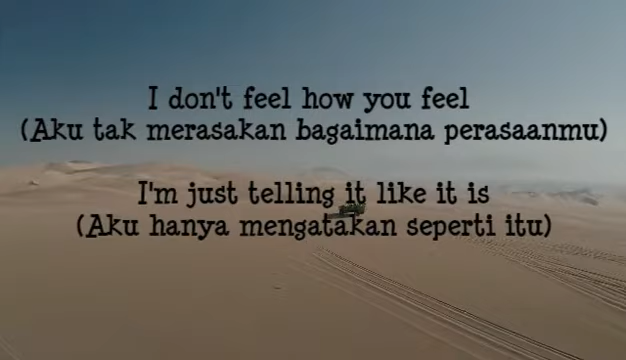 I don't feel how you feel
(Aku tak merasakan bagaimana perasaanmu)
I'm just telling it like it is
(Aku hanya mengatakan seperti itu)